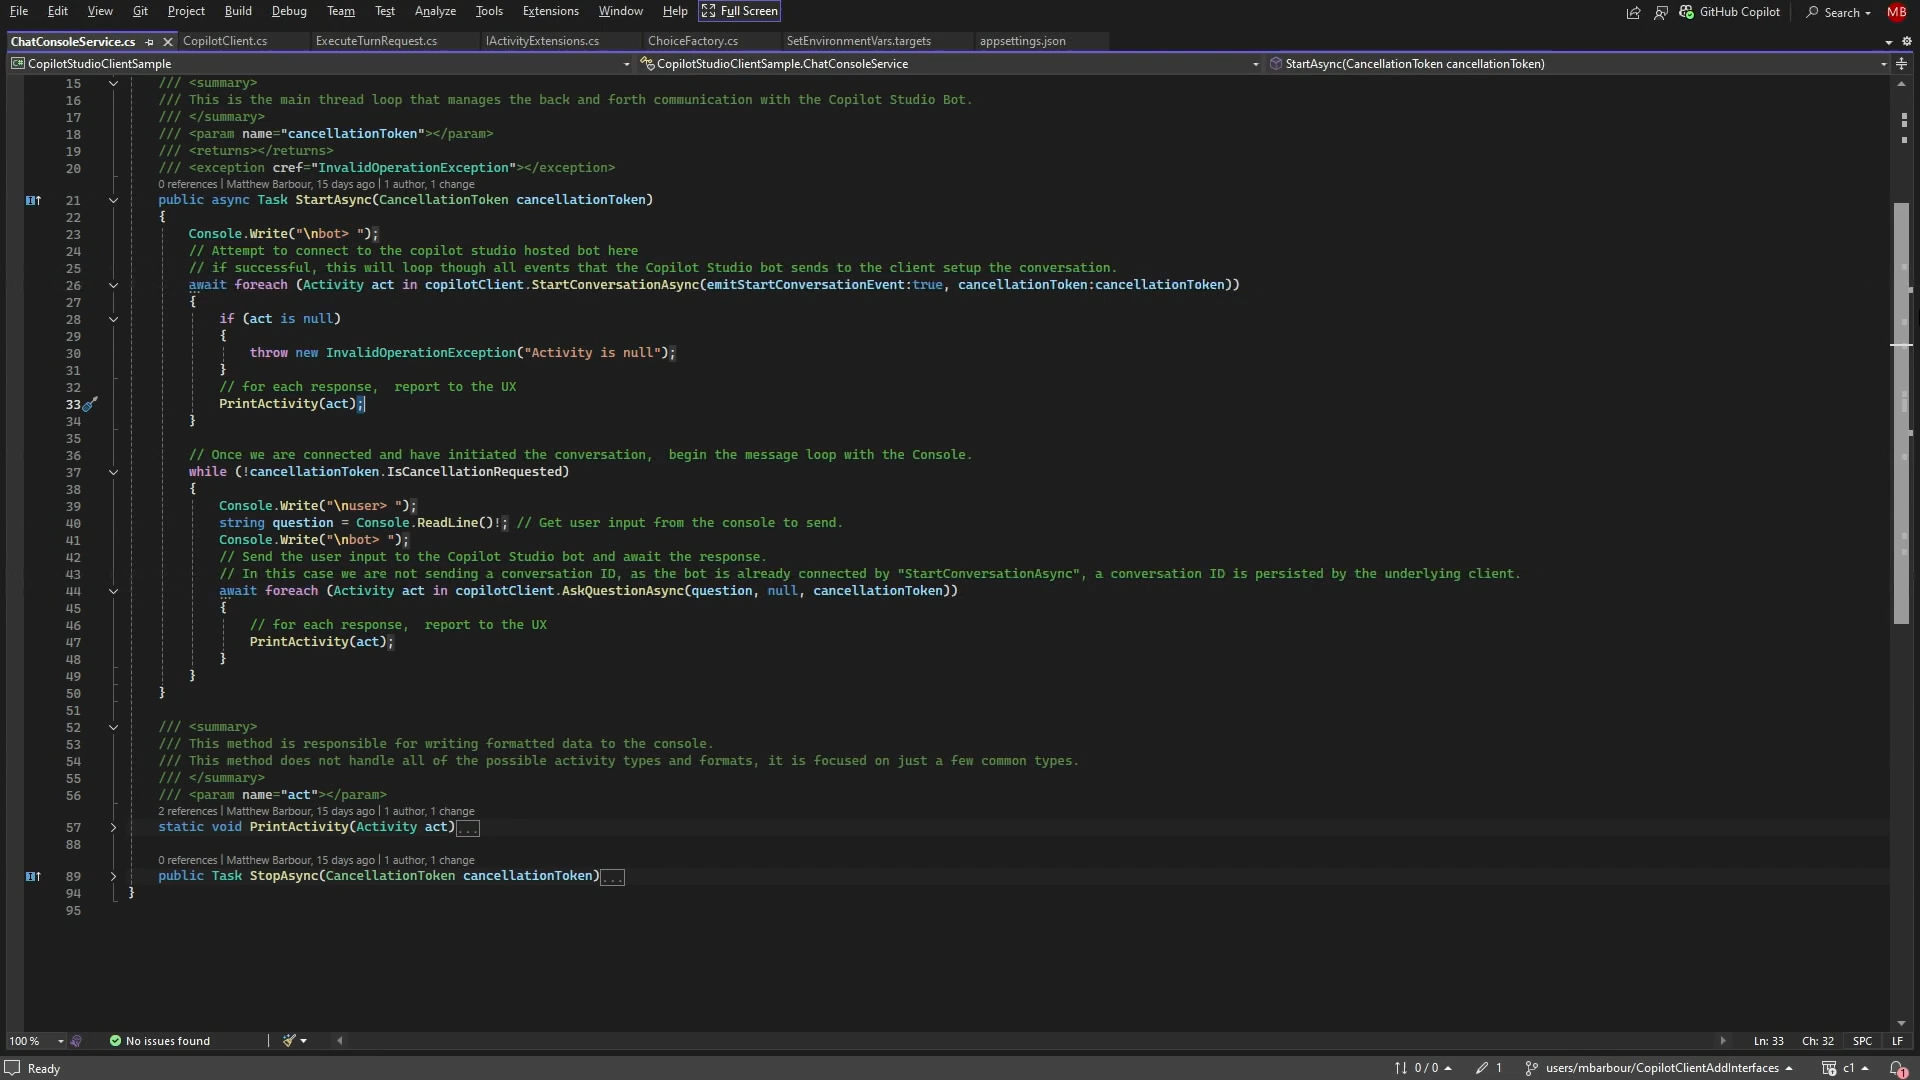 File Edit View Git Project Build Debug Team Test Analyze Tools Extensions Window Help Full Screen GitHub Copilot Search MB
ChatConsoleService.cs CopilotClient.cs ExecuteTurnRequest.cs IActivityExtensions.cs ChoiceFactory.cs SetEnvironmentVars.targets appsettings.json
CopilotStudioClientSample CopilotStudioClientSample.ChatConsoleService StartAsync(CancellationToken cancellationToken)
15 /// <summary>
16 /// This is the main thread loop that manages the back and forth communication with the Copilot Studio Bot.
17 /// </summary>
18 /// <param name="cancellationToken"></param>
19 /// <returns></returns>
20 /// <exception cref="InvalidOperationException"></exception>
0 references | Matthew Barbour, 15 days ago | 1 author, 1 change
21 public async Task StartAsync(CancellationToken cancellationToken)
22 {
23 Console.Write("\nbot> ");
24 // Attempt to connect to the copilot studio hosted bot here
25 // if successful, this will loop though all events that the Copilot Studio bot sends to the client setup the conversation.
26 await foreach (Activity act in copilotClient.StartConversationAsync(emitStartConversationEvent:true, cancellationToken:cancellationToken))
27 {
28 if (act is null)
29 {
30 throw new InvalidOperationException("Activity is null");
31 }
32 // for each response,  report to the UX
33 PrintActivity(act);
34 }
35
36 // Once we are connected and have initiated the conversation,  begin the message loop with the Console.
37 while (!cancellationToken.IsCancellationRequested)
38 {
39 Console.Write("\nuser> ");
40 string question = Console.ReadLine()!; // Get user input from the console to send.
41 Console.Write("\nbot> ");
42 // Send the user input to the Copilot Studio bot and await the response.
43 // In this case we are not sending a conversation ID, as the bot is already connected by "StartConversationAsync", a conversation ID is persisted by the underlying client.
44 await foreach (Activity act in copilotClient.AskQuestionAsync(question, null, cancellationToken))
45 {
46 // for each response,  report to the UX
47 PrintActivity(act);
48 }
49 }
50 }
51
52 /// <summary>
53 /// This method is responsible for writing formatted data to the console.
54 /// This method does not handle all of the possible activity types and formats, it is focused on just a few common types.
55 /// </summary>
56 /// <param name="act"></param>
2 references | Matthew Barbour, 15 days ago | 1 author, 1 change
57 static void PrintActivity(Activity act)...
88
0 references | Matthew Barbour, 15 days ago | 1 author, 1 change
89 public Task StopAsync(CancellationToken cancellationToken)...
94 }
95
100 % No issues found Ln: 33 Ch: 32 SPC LF
Ready 0 / 0 1 users/mbarbour/CopilotClientAddInterfaces c1 1